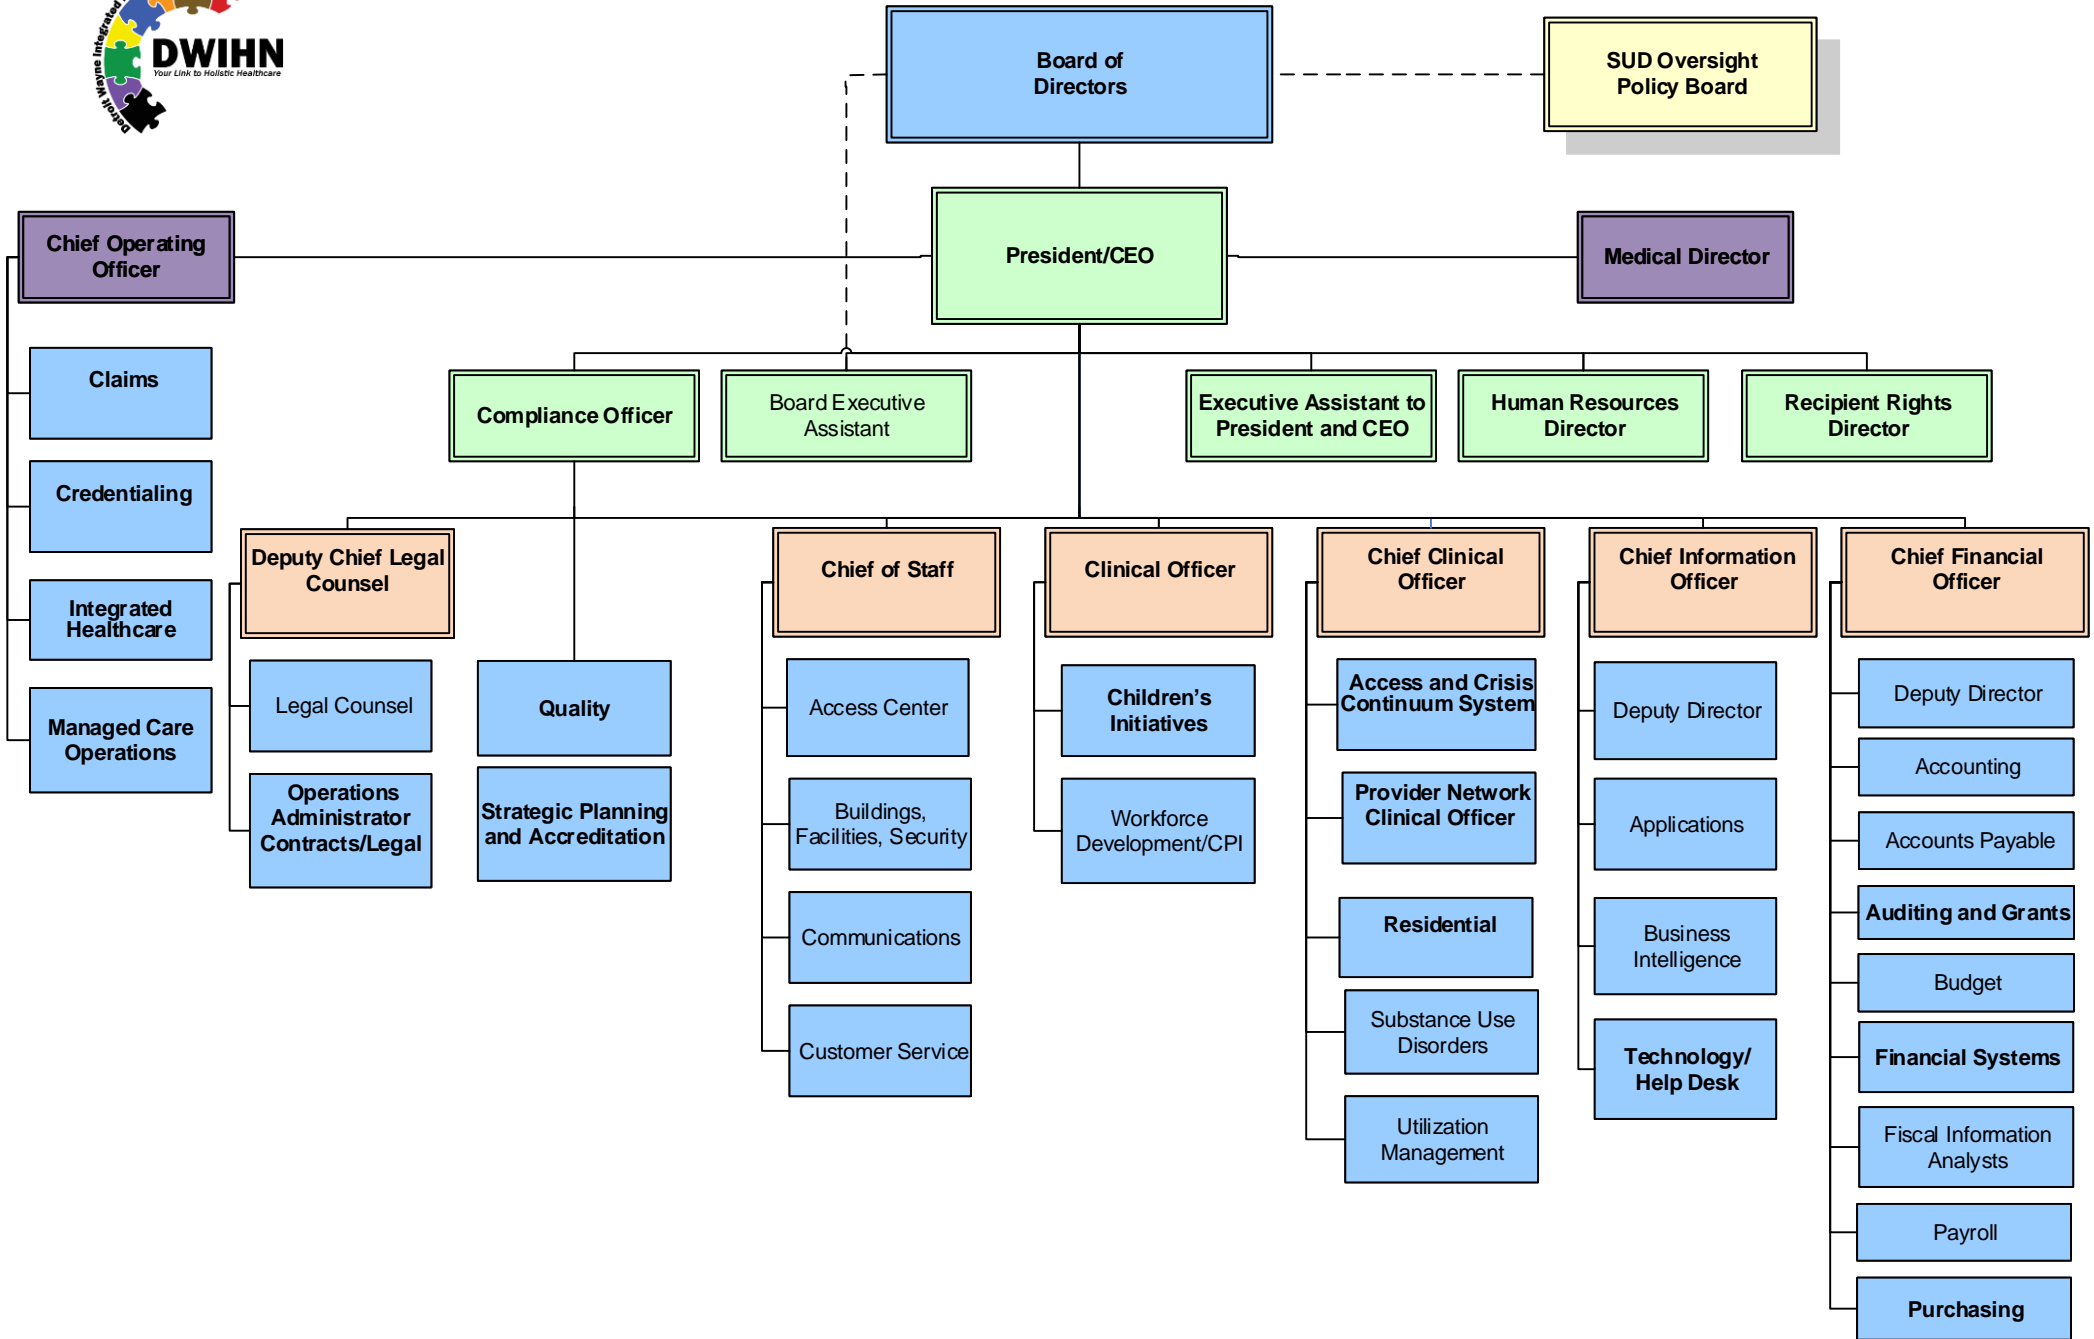 Detroit Wayne Integrated
DWIHN
Your Link to Holistic Healthcare
Board of
Directors
SUD Oversight
Policy Board
Chief Operating
Officer
President/CEO
Medical Director
Claims
Credentialing
Integrated
Healthcare
Managed Care
Operations
Compliance Officer
Board Executive
Assistant
Executive Assistant to
President and CEO
Human Resources
Director
Recipient Rights
Director
Deputy Chief Legal
Counsel
Legal Counsel
Operations
Administrator
Contracts/Legal
Quality
Strategic Planning
and Accreditation
Chief of Staff
Access Center
Buildings,
Facilities, Security
Communications
Customer Service
Clinical Officer
Children's
Initiatives
Workforce
Development/CPI
Chief Clinical
Officer
Access and Crisis
Continuum System
Provider Network
Clinical Officer
Residential
Substance Use
Disorders
Utilization
Management
Chief Information
Officer
Deputy Director
Applications
Business
Intelligence
Technology/
Help Desk
Chief Financial
Officer
Deputy Director
Accounting
Accounts Payable
Auditing and Grants
Budget
Financial Systems
Fiscal Information
Analysts
Payroll
Purchasing